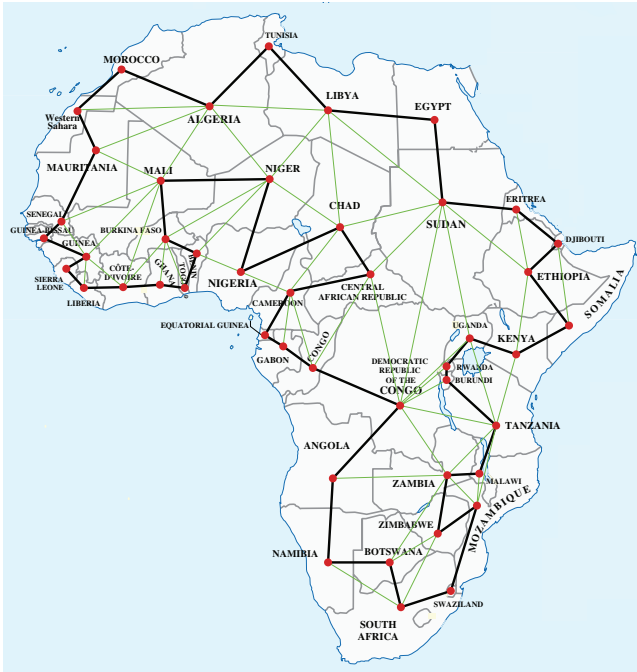 TUNISIA
MOROCCO
LIBYA
EGYPT
ALGERIA
Western
Sahara
MAURITANIA
MALI
NIGER
CHAD
ERITREA
SUDAN
SENEGAL
GUINEA-BISSAU
GUINEA
BURKINA FASO
DJIBOUTI
BENIN
TOGO
GHANA
CÔTE-
D'IVOIRE
SIERRA
LEONE
LIBERIA
NIGERIA
ETHIOPIA
SOMALIA
CENTRAL
AFRICAN REPUBLIC
CAMEROON
EQUATORIAL GUINEA
UGANDA
KENYA
GABON
CONGO
DEMOCRATIC
REPUBLIC
OF THE
CONGO
RWANDA
BURUNDI
TANZANIA
ANGOLA
ZAMBIA
MALAWI
MOZAMBIQUE
ZIMBABWE
NAMIBIA
BOTSWANA
SWAZILAND
SOUTH
AFRICA